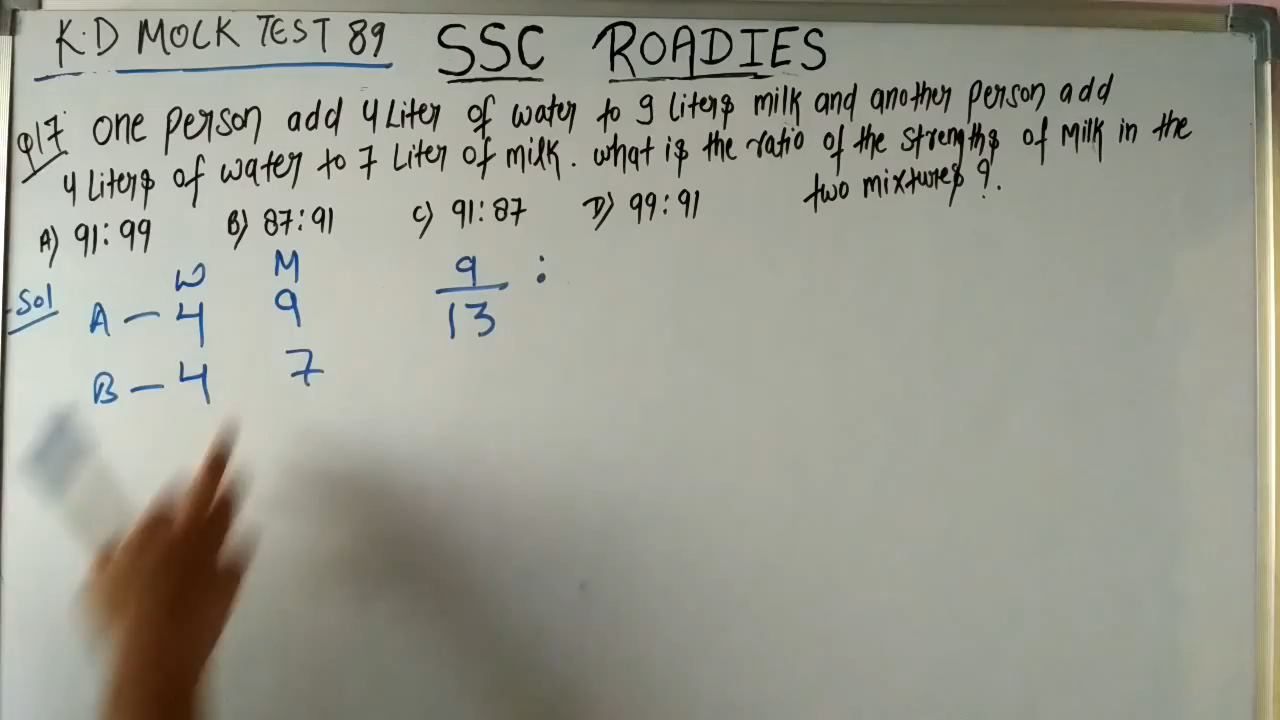 K.D MOCK TEST 89 SSC ROADIES
Q17 One person add 4 Liter of water to 9 Liters milk and another person add
4 Liters of water to 7 Liter of milk. What is the ratio of the strengths of Milk in the
two mixtures?
A) 91:99 B) 87:91 C) 91:87 D) 99:91
Sol W M
A - 4 9
B - 4 7
9/13 :